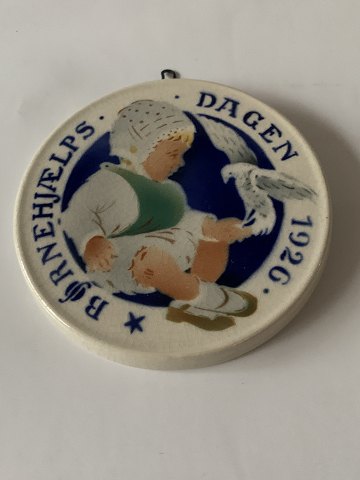 BØRNEHJÆLPS · DAGEN 1926 ·